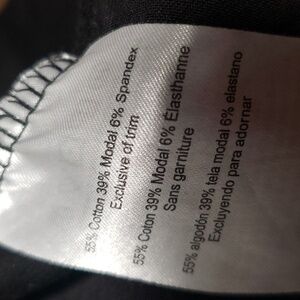 55% Cotton 39% Modal 6% Spandex
Exclusive of trim
55% Coton 39% Modal 6% Élasthanne
Sans garniture
55% algodón 39% tela modal 6% elastano
Excluyendo para adornar